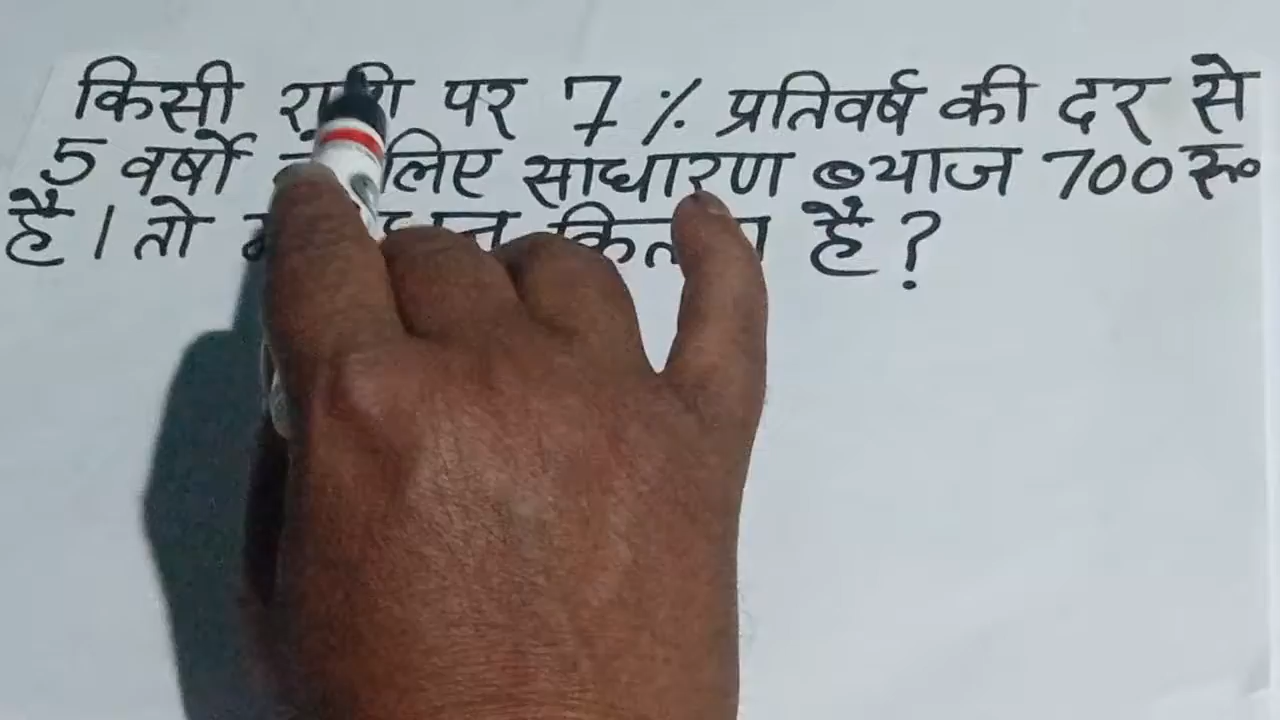 किसी राशि पर 7 % प्रतिवर्ष की दर से
5 वर्षो लिए साधारण ब्याज 700 रू०
है । तो है ?